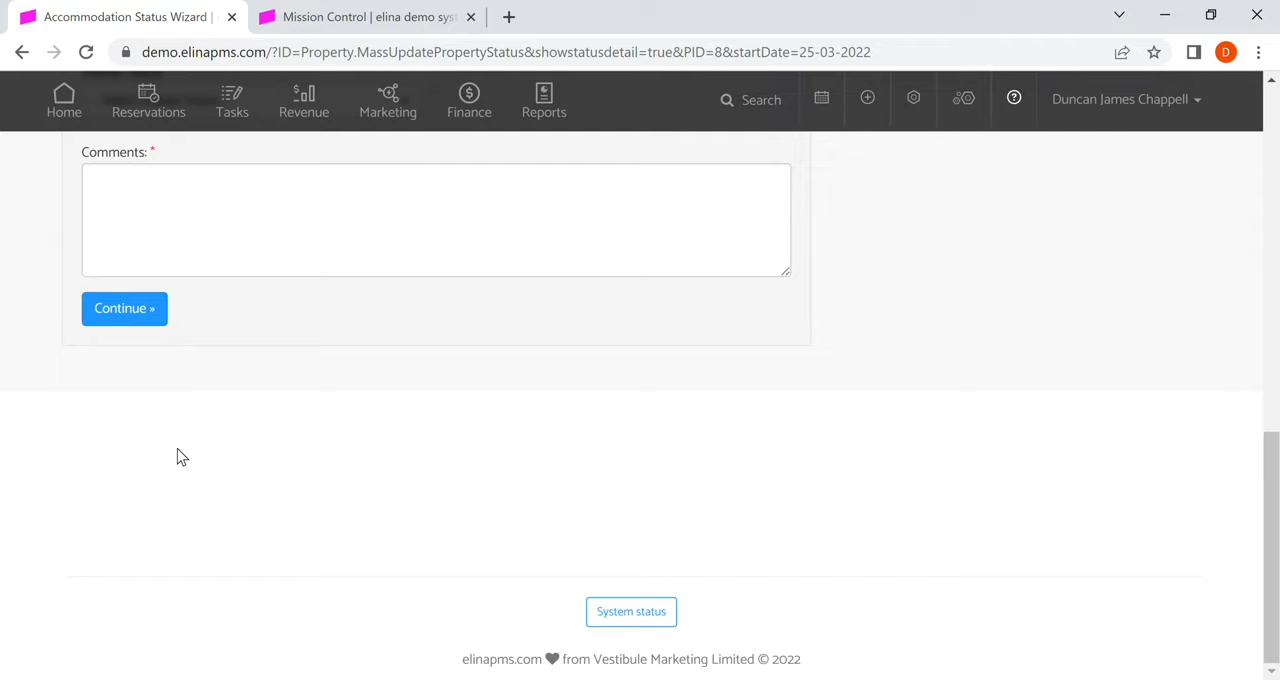 Accommodation Status Wizard |
Mission Control | elina demo sys
demo.elinapms.com/?ID=Property.MassUpdatePropertyStatus&showstatusdetail=true&PID=8&startDate=25-03-2022
D
Home
Reservations
Tasks
Revenue
Marketing
Finance
Reports
Search
Duncan James Chappell
Comments: *
Continue »
System status
elinapms.com ♥ from Vestibule Marketing Limited © 2022